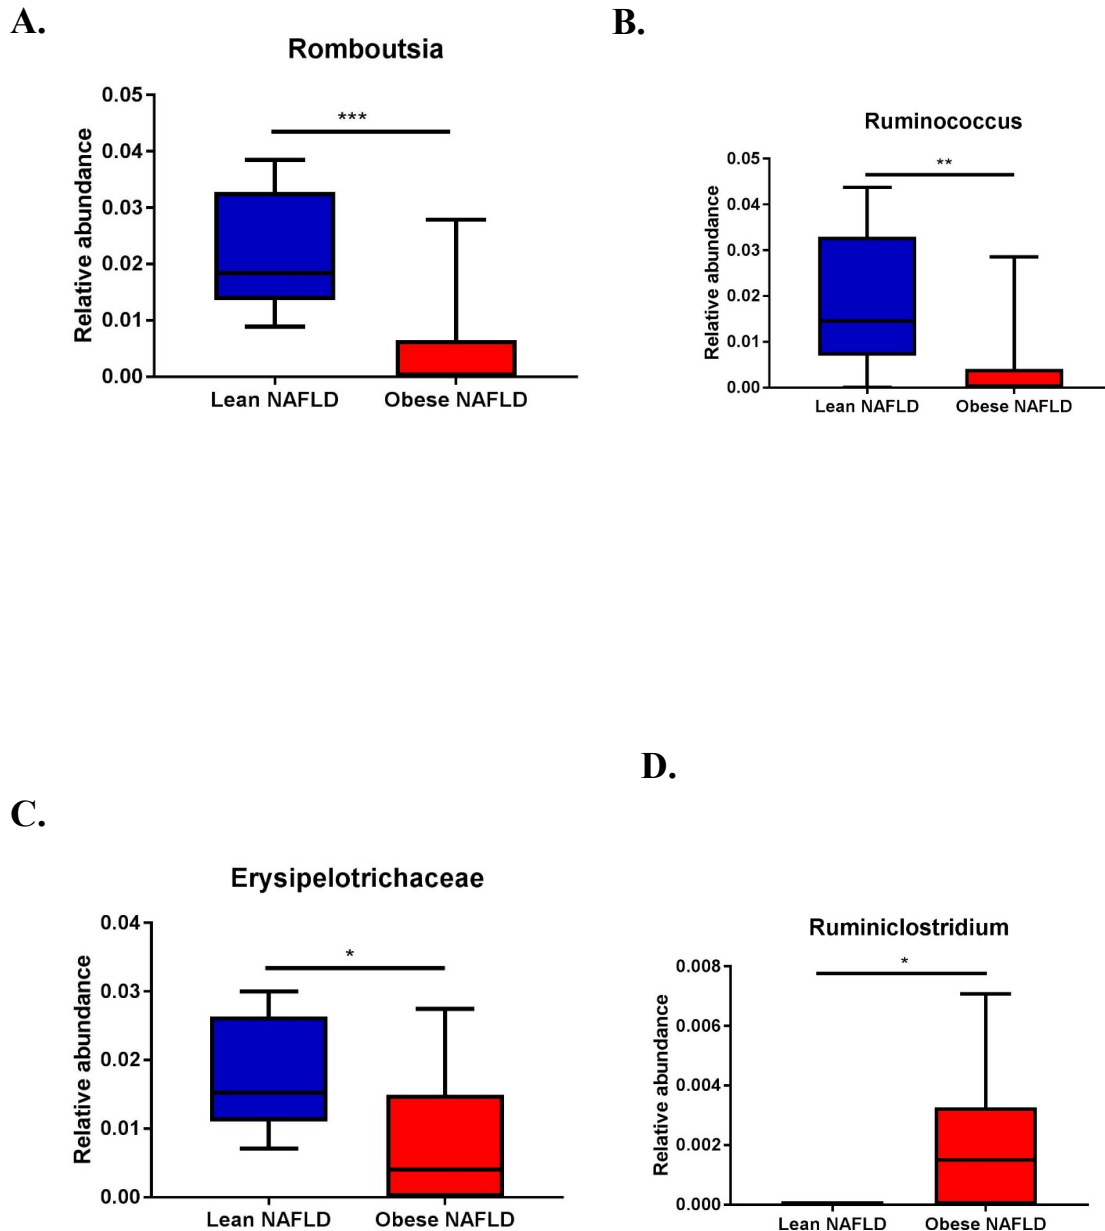 A.
Romboutsia
***
Relative abundance
0.05
0.04
0.03
0.02
0.01
0.00
Lean NAFLD
Obese NAFLD
B.
Ruminococcus
**
Relative abundance
0.05
0.04
0.03
0.02
0.01
0.00
Lean NAFLD
Obese NAFLD
C.
Erysipelotrichaceae
*
Relative abundance
0.04
0.03
0.02
0.01
0.00
Lean NAFLD
Obese NAFLD
D.
Ruminiclostridium
*
Relative abundance
0.008
0.006
0.004
0.002
0.000
Lean NAFLD
Obese NAFLD